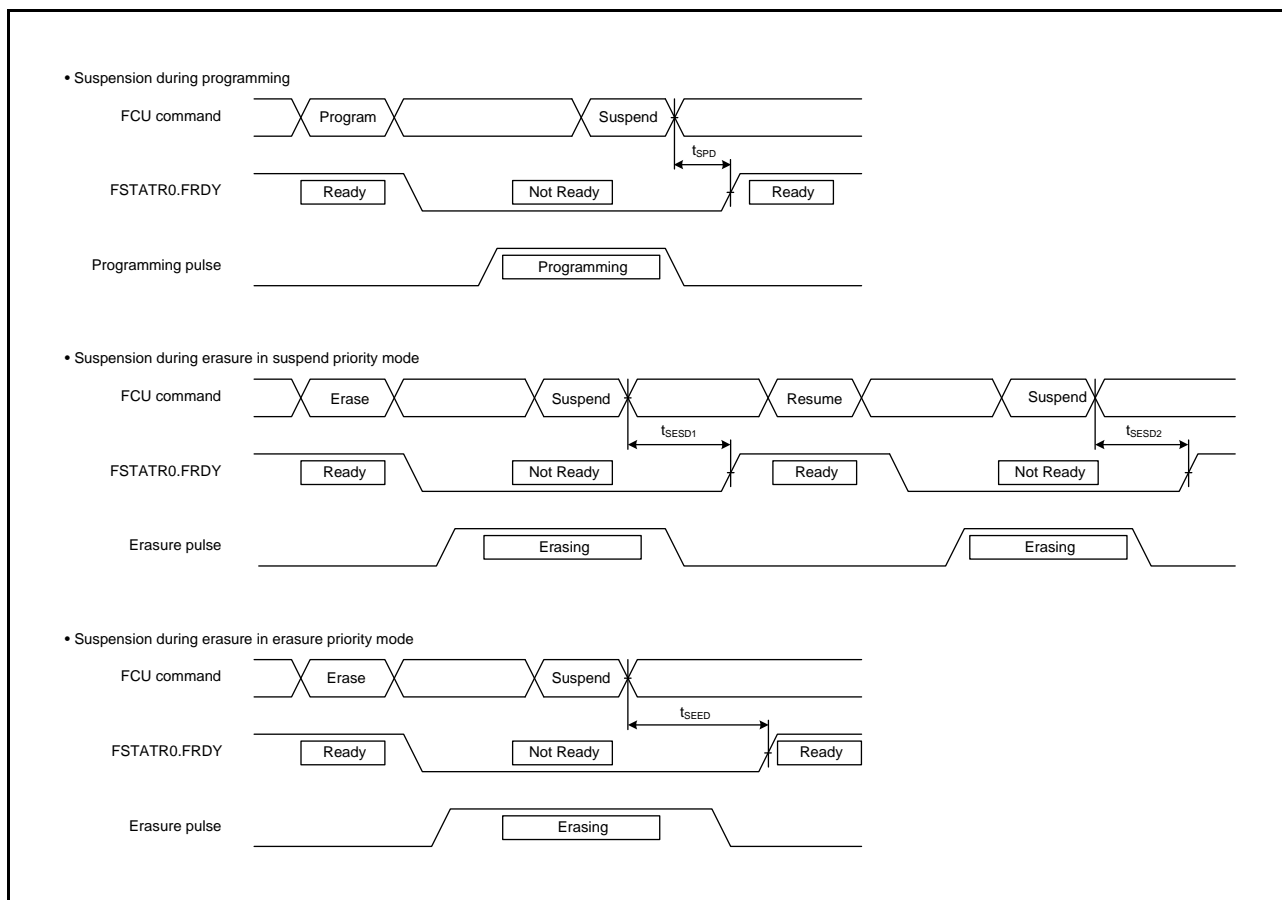 • Suspension during programming
FCU command
Program
Suspend
tSPD
FSTATR0.FRDY
Ready
Not Ready
Ready
Programming pulse
Programming
• Suspension during erasure in suspend priority mode
FCU command
Erase
Suspend
Resume
Suspend
tSESD1
tSESD2
FSTATR0.FRDY
Ready
Not Ready
Ready
Not Ready
Erasure pulse
Erasing
Erasing
• Suspension during erasure in erasure priority mode
FCU command
Erase
Suspend
tSEED
FSTATR0.FRDY
Ready
Not Ready
Ready
Erasure pulse
Erasing